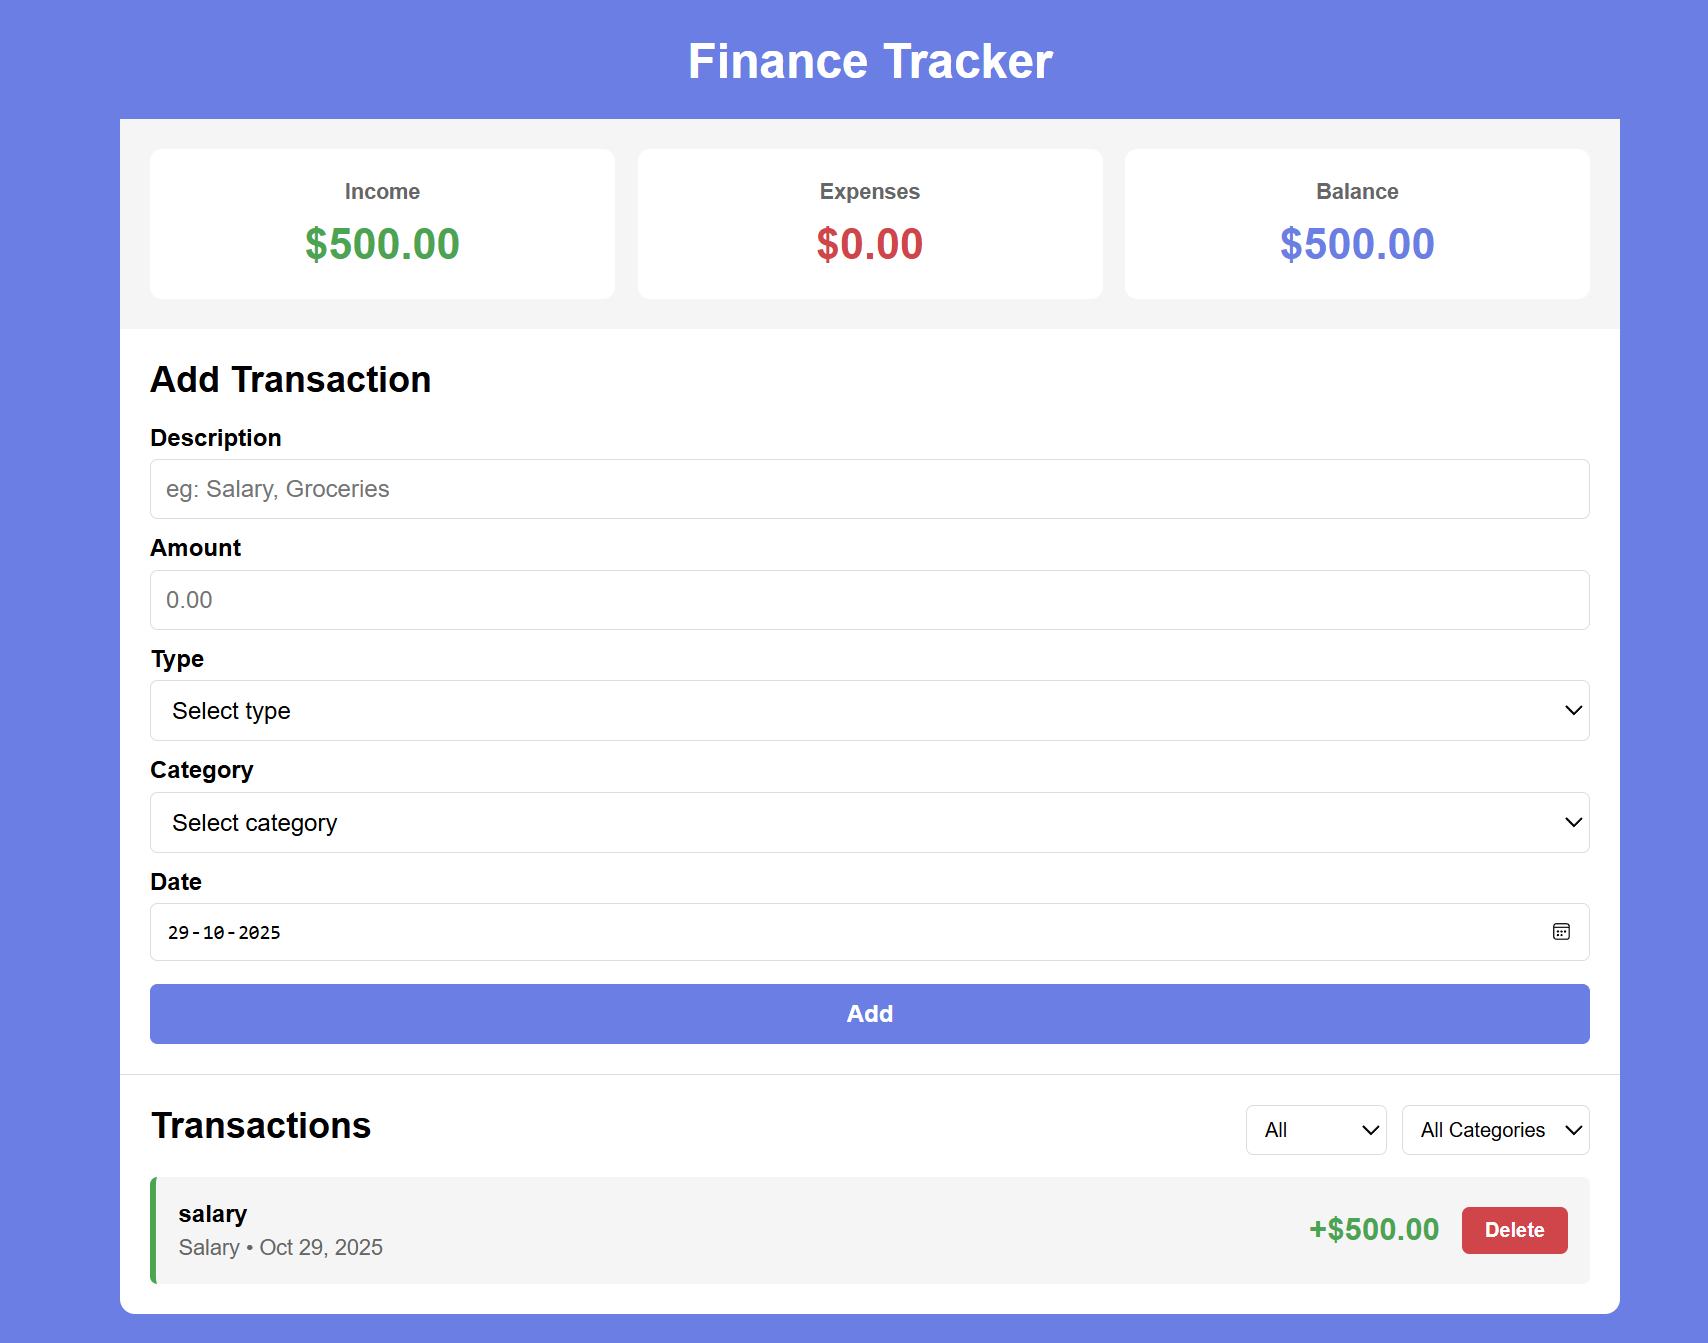 Finance Tracker
Income
$500.00
Expenses
$0.00
Balance
$500.00
Add Transaction
Description
eg: Salary, Groceries
Amount
0.00
Type
Select type
Category
Select category
Date
29-10-2025
Add
Transactions
All
All Categories
salary
Salary • Oct 29, 2025
+$500.00
Delete